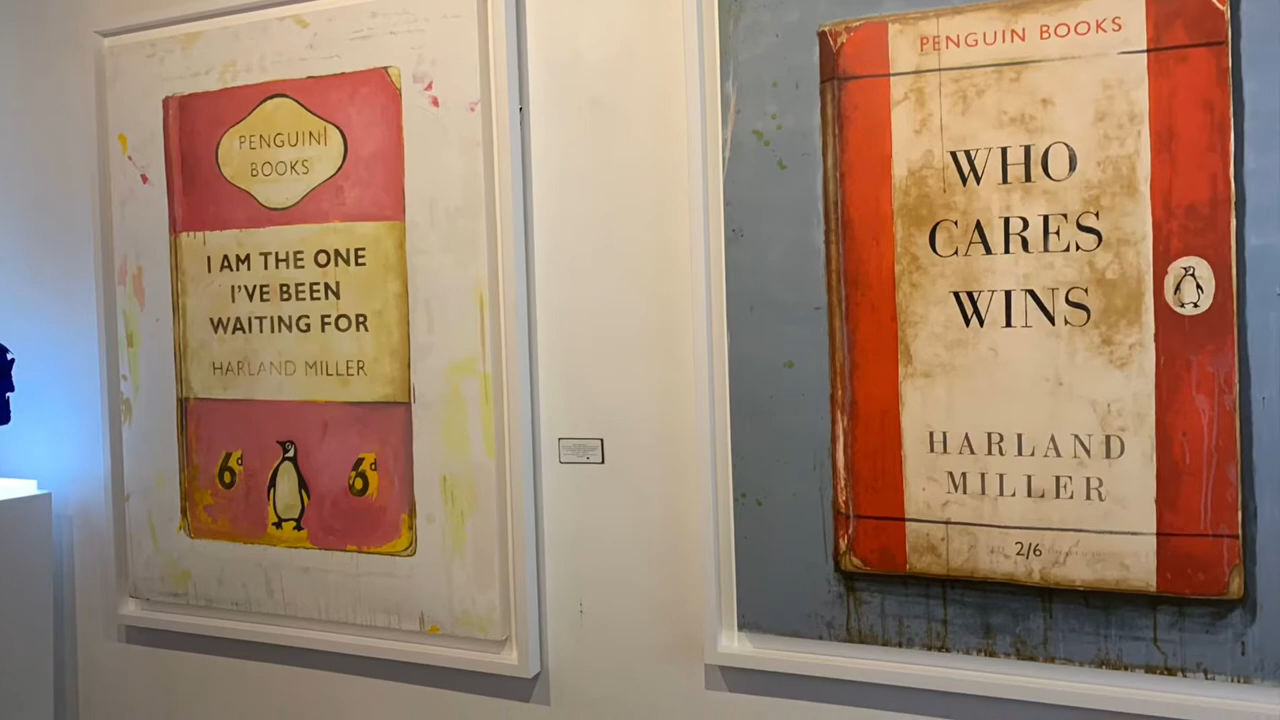 PENGUIN
BOOKS
I AM THE ONE
I'VE BEEN
WAITING FOR
HARLAND MILLER
6d
6d
PENGUIN BOOKS
WHO
CARES
WINS
HARLAND
MILLER
2/6